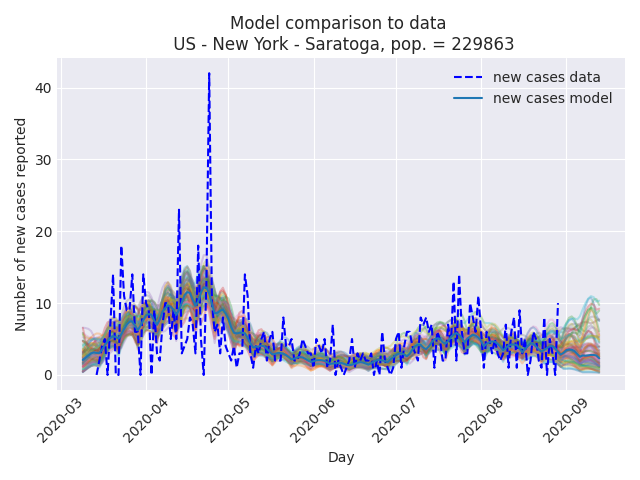 Model comparison to data
US - New York - Saratoga, pop. = 229863
new cases data
new cases model
Number of new cases reported
40
30
20
10
0
2020-03
2020-04
2020-05
2020-06
2020-07
2020-08
2020-09
Day